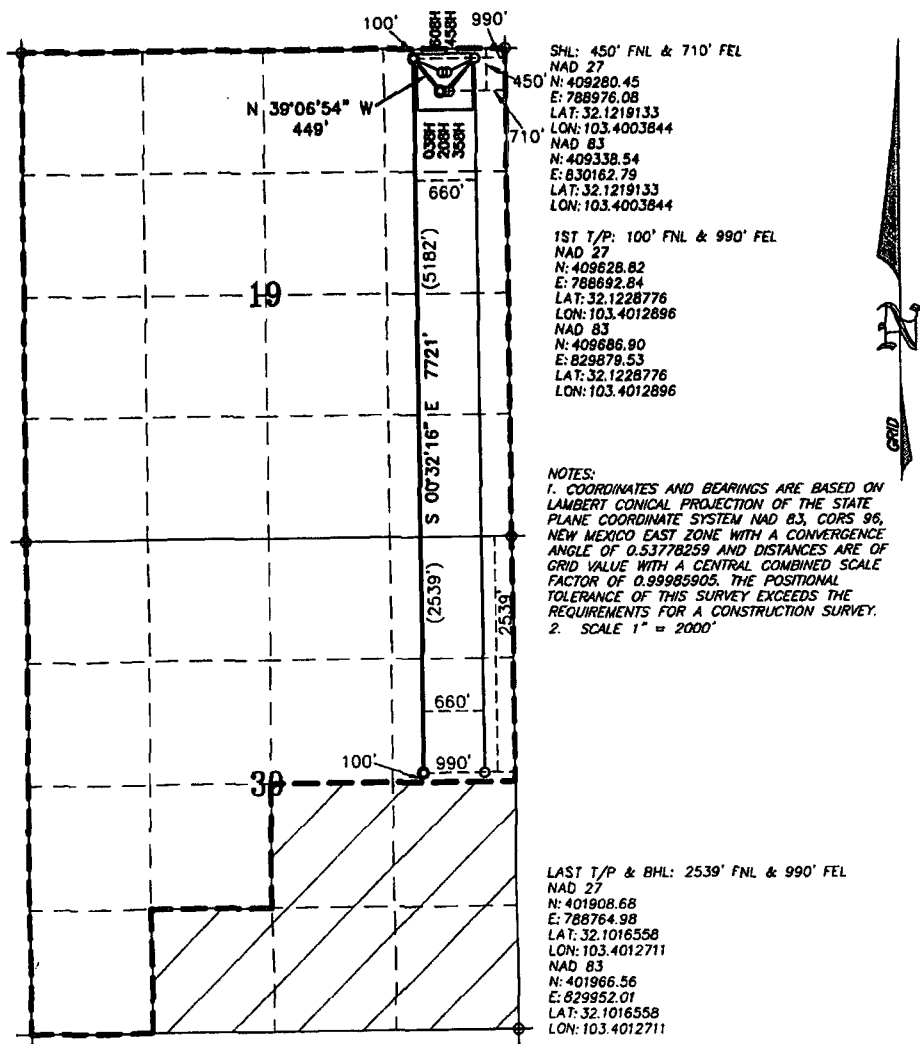 100'
608H
458H
990'
450'
710'
N 39°06'54" W
449'
038H
208H
358H
660'
(5182')
19
S 00°32'16" E 7721'
(2539')
2539'
660'
100'
990'
30
SHL: 450' FNL & 710' FEL
NAD 27
N: 409280.45
E: 788976.08
LAT: 32.1219133
LON: 103.4003844
NAD 83
N: 409338.54
E: 830162.79
LAT: 32.1219133
LON: 103.4003844
1ST T/P: 100' FNL & 990' FEL
NAD 27
N: 409628.82
E: 788692.84
LAT: 32.1228776
LON: 103.4012896
NAD 83
N: 409686.90
E: 829879.53
LAT: 32.1228776
LON: 103.4012896
GRID
N
NOTES:
1. COORDINATES AND BEARINGS ARE BASED ON
LAMBERT CONICAL PROJECTION OF THE STATE
PLANE COORDINATE SYSTEM NAD 83, CORS 96,
NEW MEXICO EAST ZONE WITH A CONVERGENCE
ANGLE OF 0.53778259 AND DISTANCES ARE OF
GRID VALUE WITH A CENTRAL COMBINED SCALE
FACTOR OF 0.99985905. THE POSITIONAL
TOLERANCE OF THIS SURVEY EXCEEDS THE
REQUIREMENTS FOR A CONSTRUCTION SURVEY.
2. SCALE 1" = 2000'
LAST T/P & BHL: 2539' FNL & 990' FEL
NAD 27
N: 401908.68
E: 788764.98
LAT: 32.1016558
LON: 103.4012711
NAD 83
N: 401966.56
E: 829952.01
LAT: 32.1016558
LON: 103.4012711